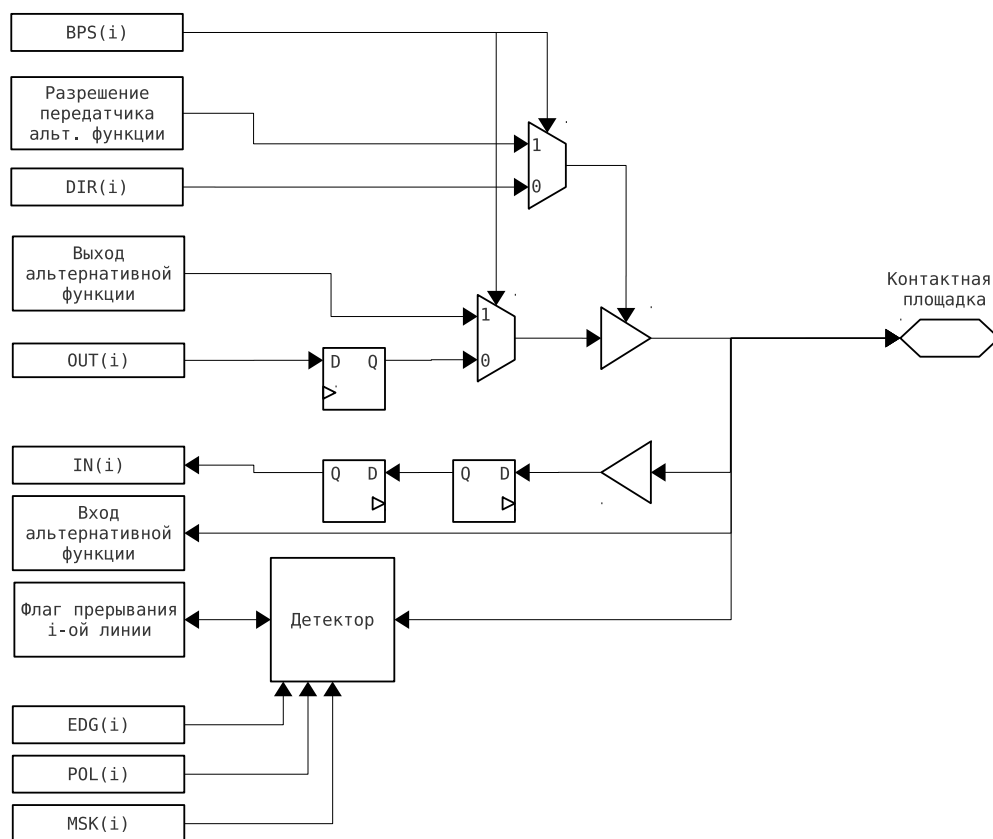 BPS(i)
Разрешение
передатчика
альт. функции
1
0
DIR(i)
Выход
альтернативной
функции
Контактная
площадка
1
0
OUT(i)
D Q
IN(i)
Q D
Q D
Вход
альтернативной
функции
Флаг прерывания
i-ой линии
Детектор
EDG(i)
POL(i)
MSK(i)